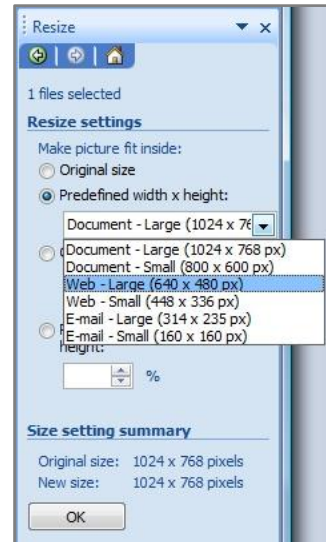 Resize
1 files selected
Resize settings
Make picture fit inside:
Original size
Predefined width x height:
Document - Large (1024 x 76
Document - Large (1024 x 768 px)
Document - Small (800 x 600 px)
Web - Large (640 x 480 px)
Web - Small (448 x 336 px)
E-mail - Large (314 x 235 px)
E-mail - Small (160 x 160 px)
height:
%
Size setting summary
Original size: 1024 x 768 pixels
New size: 1024 x 768 pixels
OK